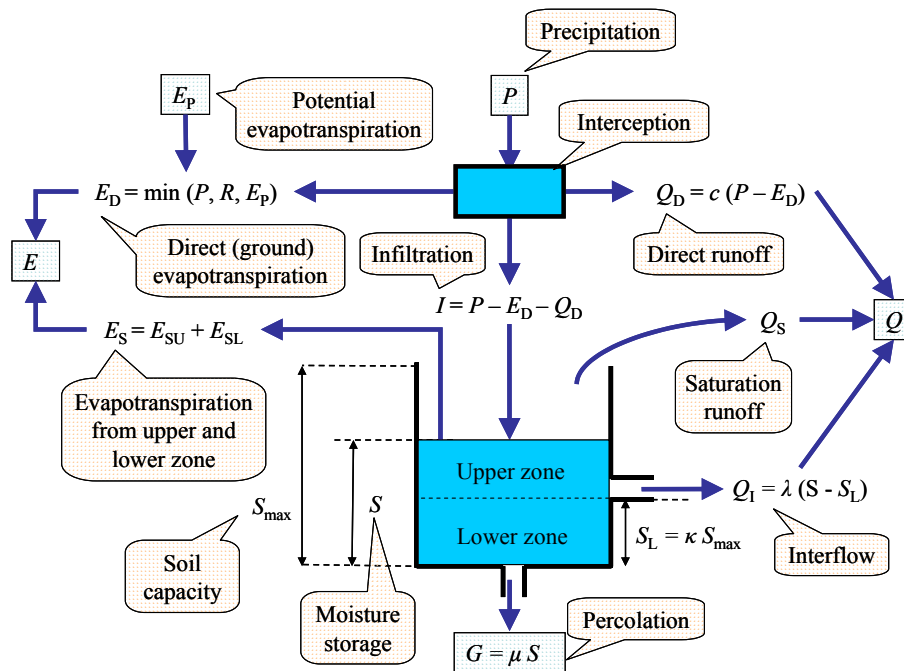 Precipitation
E_P
Potential
evapotranspiration
P
Interception
E_D = min (P, R, E_P)
Q_D = c (P – E_D)
E
Direct (ground)
evapotranspiration
Infiltration
Direct runoff
I = P – E_D – Q_D
E_S = E_SU + E_SL
Q_S
Q
Evapotranspiration
from upper and
lower zone
Saturation
runoff
Upper zone
S_max
S
Q_I = λ (S - S_L)
Lower zone
S_L = κ S_max
Soil
capacity
Interflow
Moisture
storage
Percolation
G = μ S